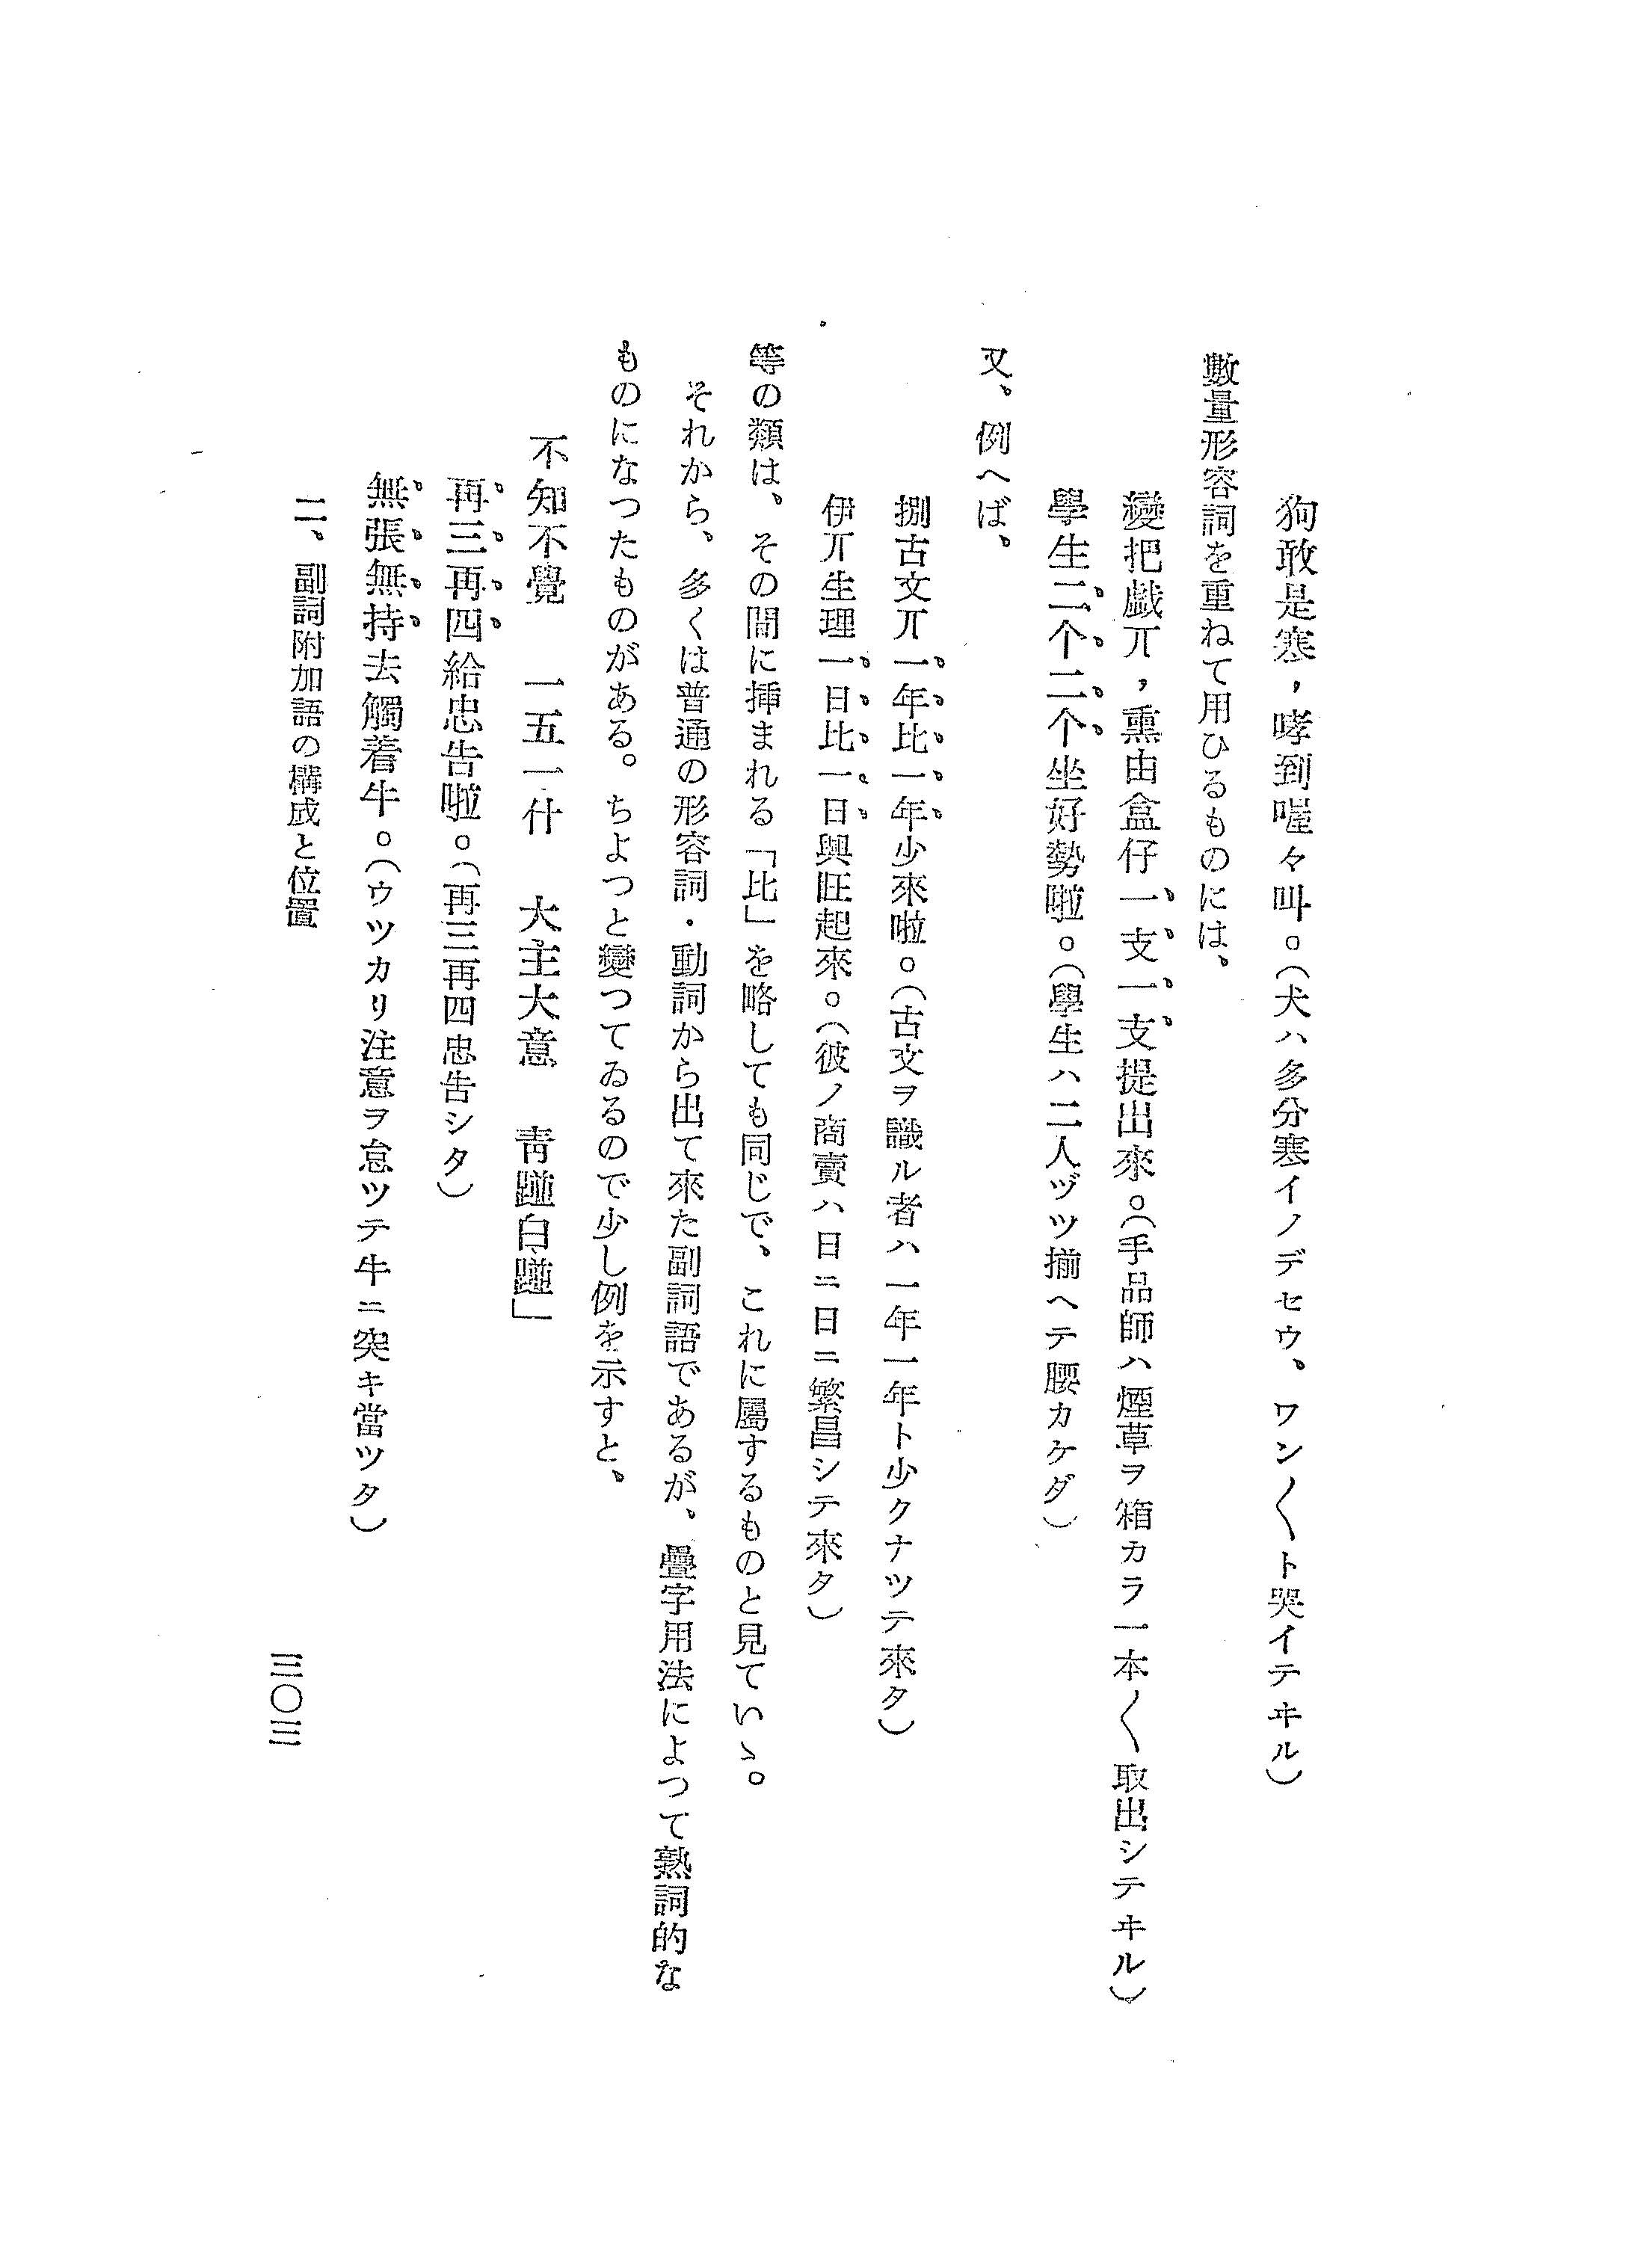 狗敢是寒，哮到喤々叫。（犬ハ多分寒イノデセウ、ワン〱ト哭イテヰル）
數量形容詞を重ねて用ひるものには、
變把戯丌，熏由盒仔一支一支提出來。（手品師ハ煙草ヲ箱カラ一本〱取出シテヰル）
學生二个二个坐好勢啦。（學生ハ二人ヅツ揃ヘテ腰カケダ）
又、例へば、
捌古文丌一年比一年少來啦。（古文ヲ識ル者ハ一年一年ト少クナツテ來タ）
伊丌生理一日比一日興旺起來。（彼ノ商賣ハ日ニ日ニ繁昌シテ來タ）
等の類は、その間に挿まれる「比」を略しても同じで、これに屬するものと見ていゝ。
それから、多くは普通の形容詞・動詞から出て來た副詞語であるが、疊字用法によつて熟詞的な
ものになつたものがある。ちよつと變つてゐるので少し例を示すと、
不知不覺　一五一什　大主大意　靑𨂿白𨂿」
再三再四給忠告啦。（再三再四忠告シタ）
無張無持去觸着牛。（ウツカリ注意ヲ怠ツテ牛ニ突キ當ツタ）
二、副詞附加語の構成と位置
三〇三